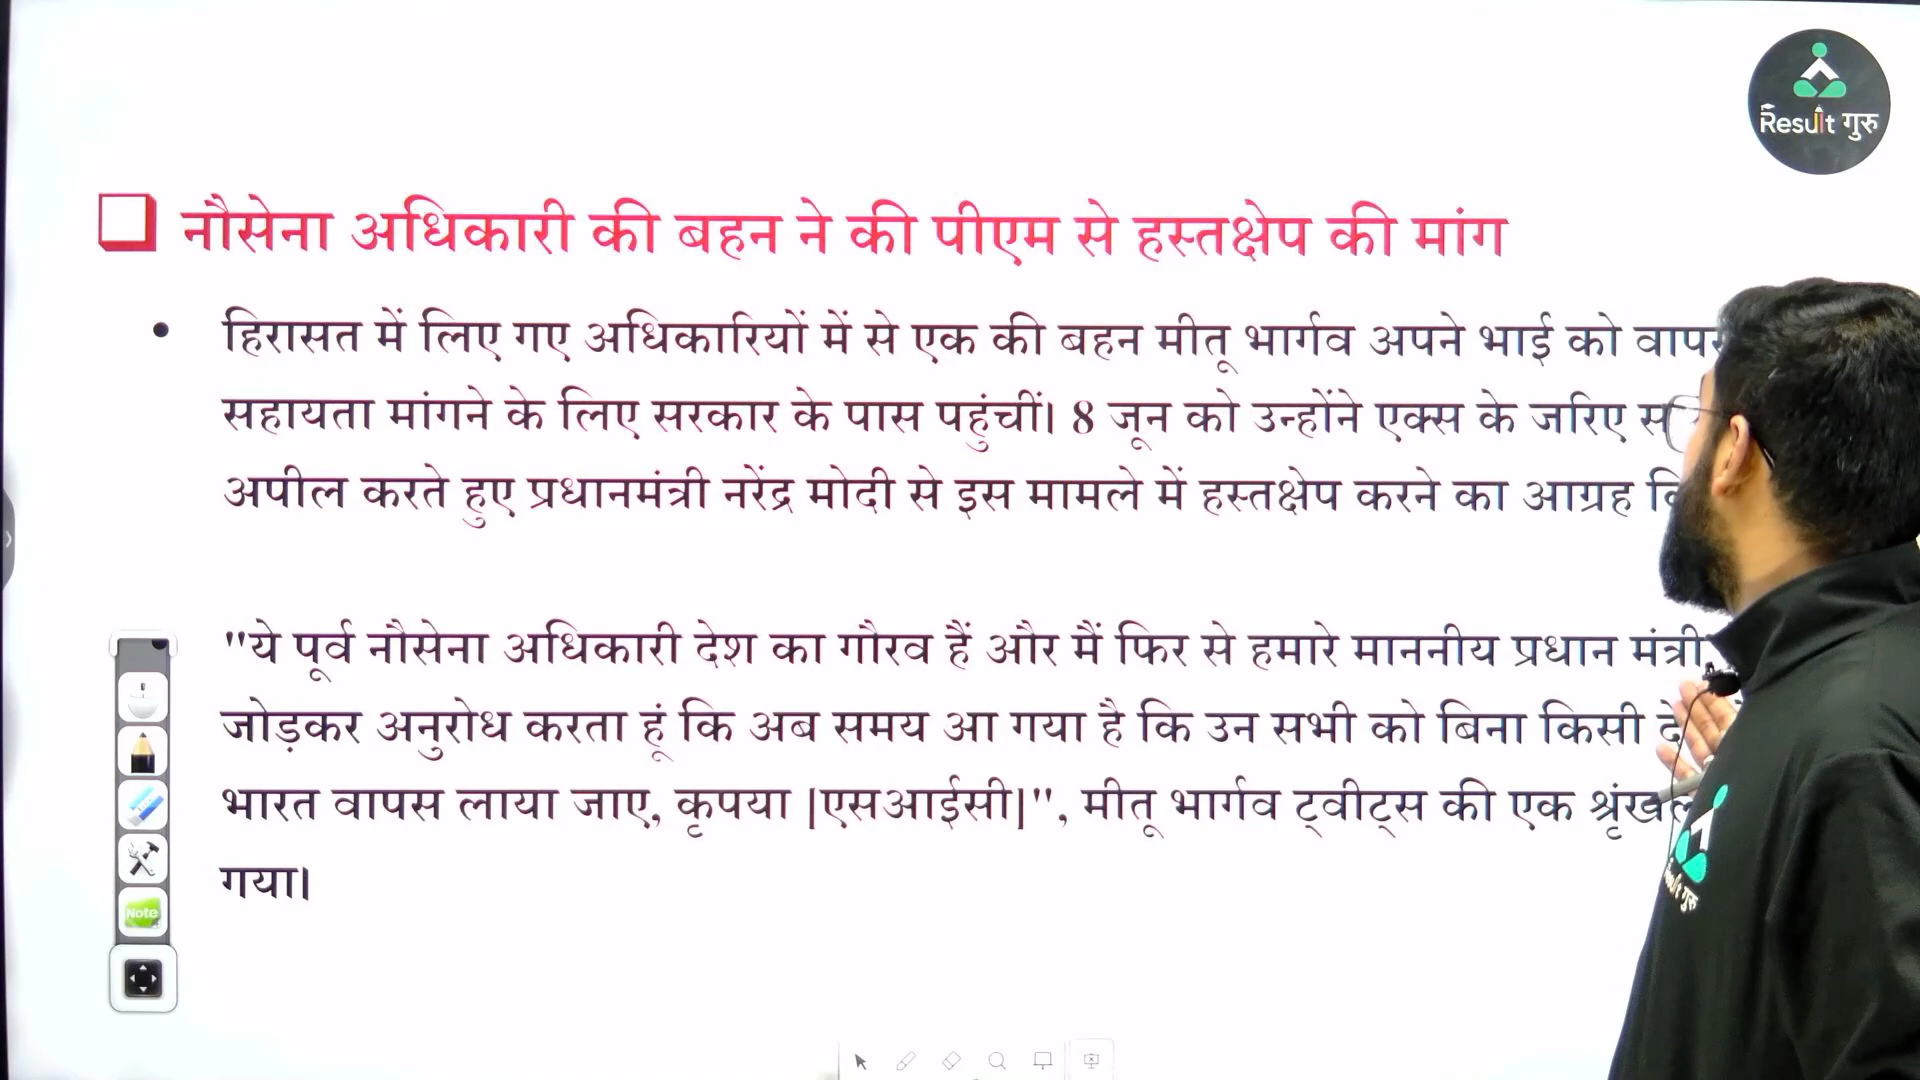 Result गुरु
नौसेना अधिकारी की बहन ने की पीएम से हस्तक्षेप की मांग
• हिरासत में लिए गए अधिकारियों में से एक की बहन मीतू भार्गव अपने भाई को
सहायता मांगने के लिए सरकार के पास पहुंचीं। 8 जून को उन्होंने एक्स के जरिए
अपील करते हुए प्रधानमंत्री नरेंद्र मोदी से इस मामले में हस्तक्षेप करने का आग्रह
"ये पूर्व नौसेना अधिकारी देश का गौरव हैं और मैं फिर से हमारे माननीय प्रधान मंत्री
जोड़कर अनुरोध करता हूं कि अब समय आ गया है कि उन सभी को बिना किसी
भारत वापस लाया जाए, कृपया [एसआईसी]", मीतू भार्गव ट्वीट्स की एक
गया।
Note
गुरु